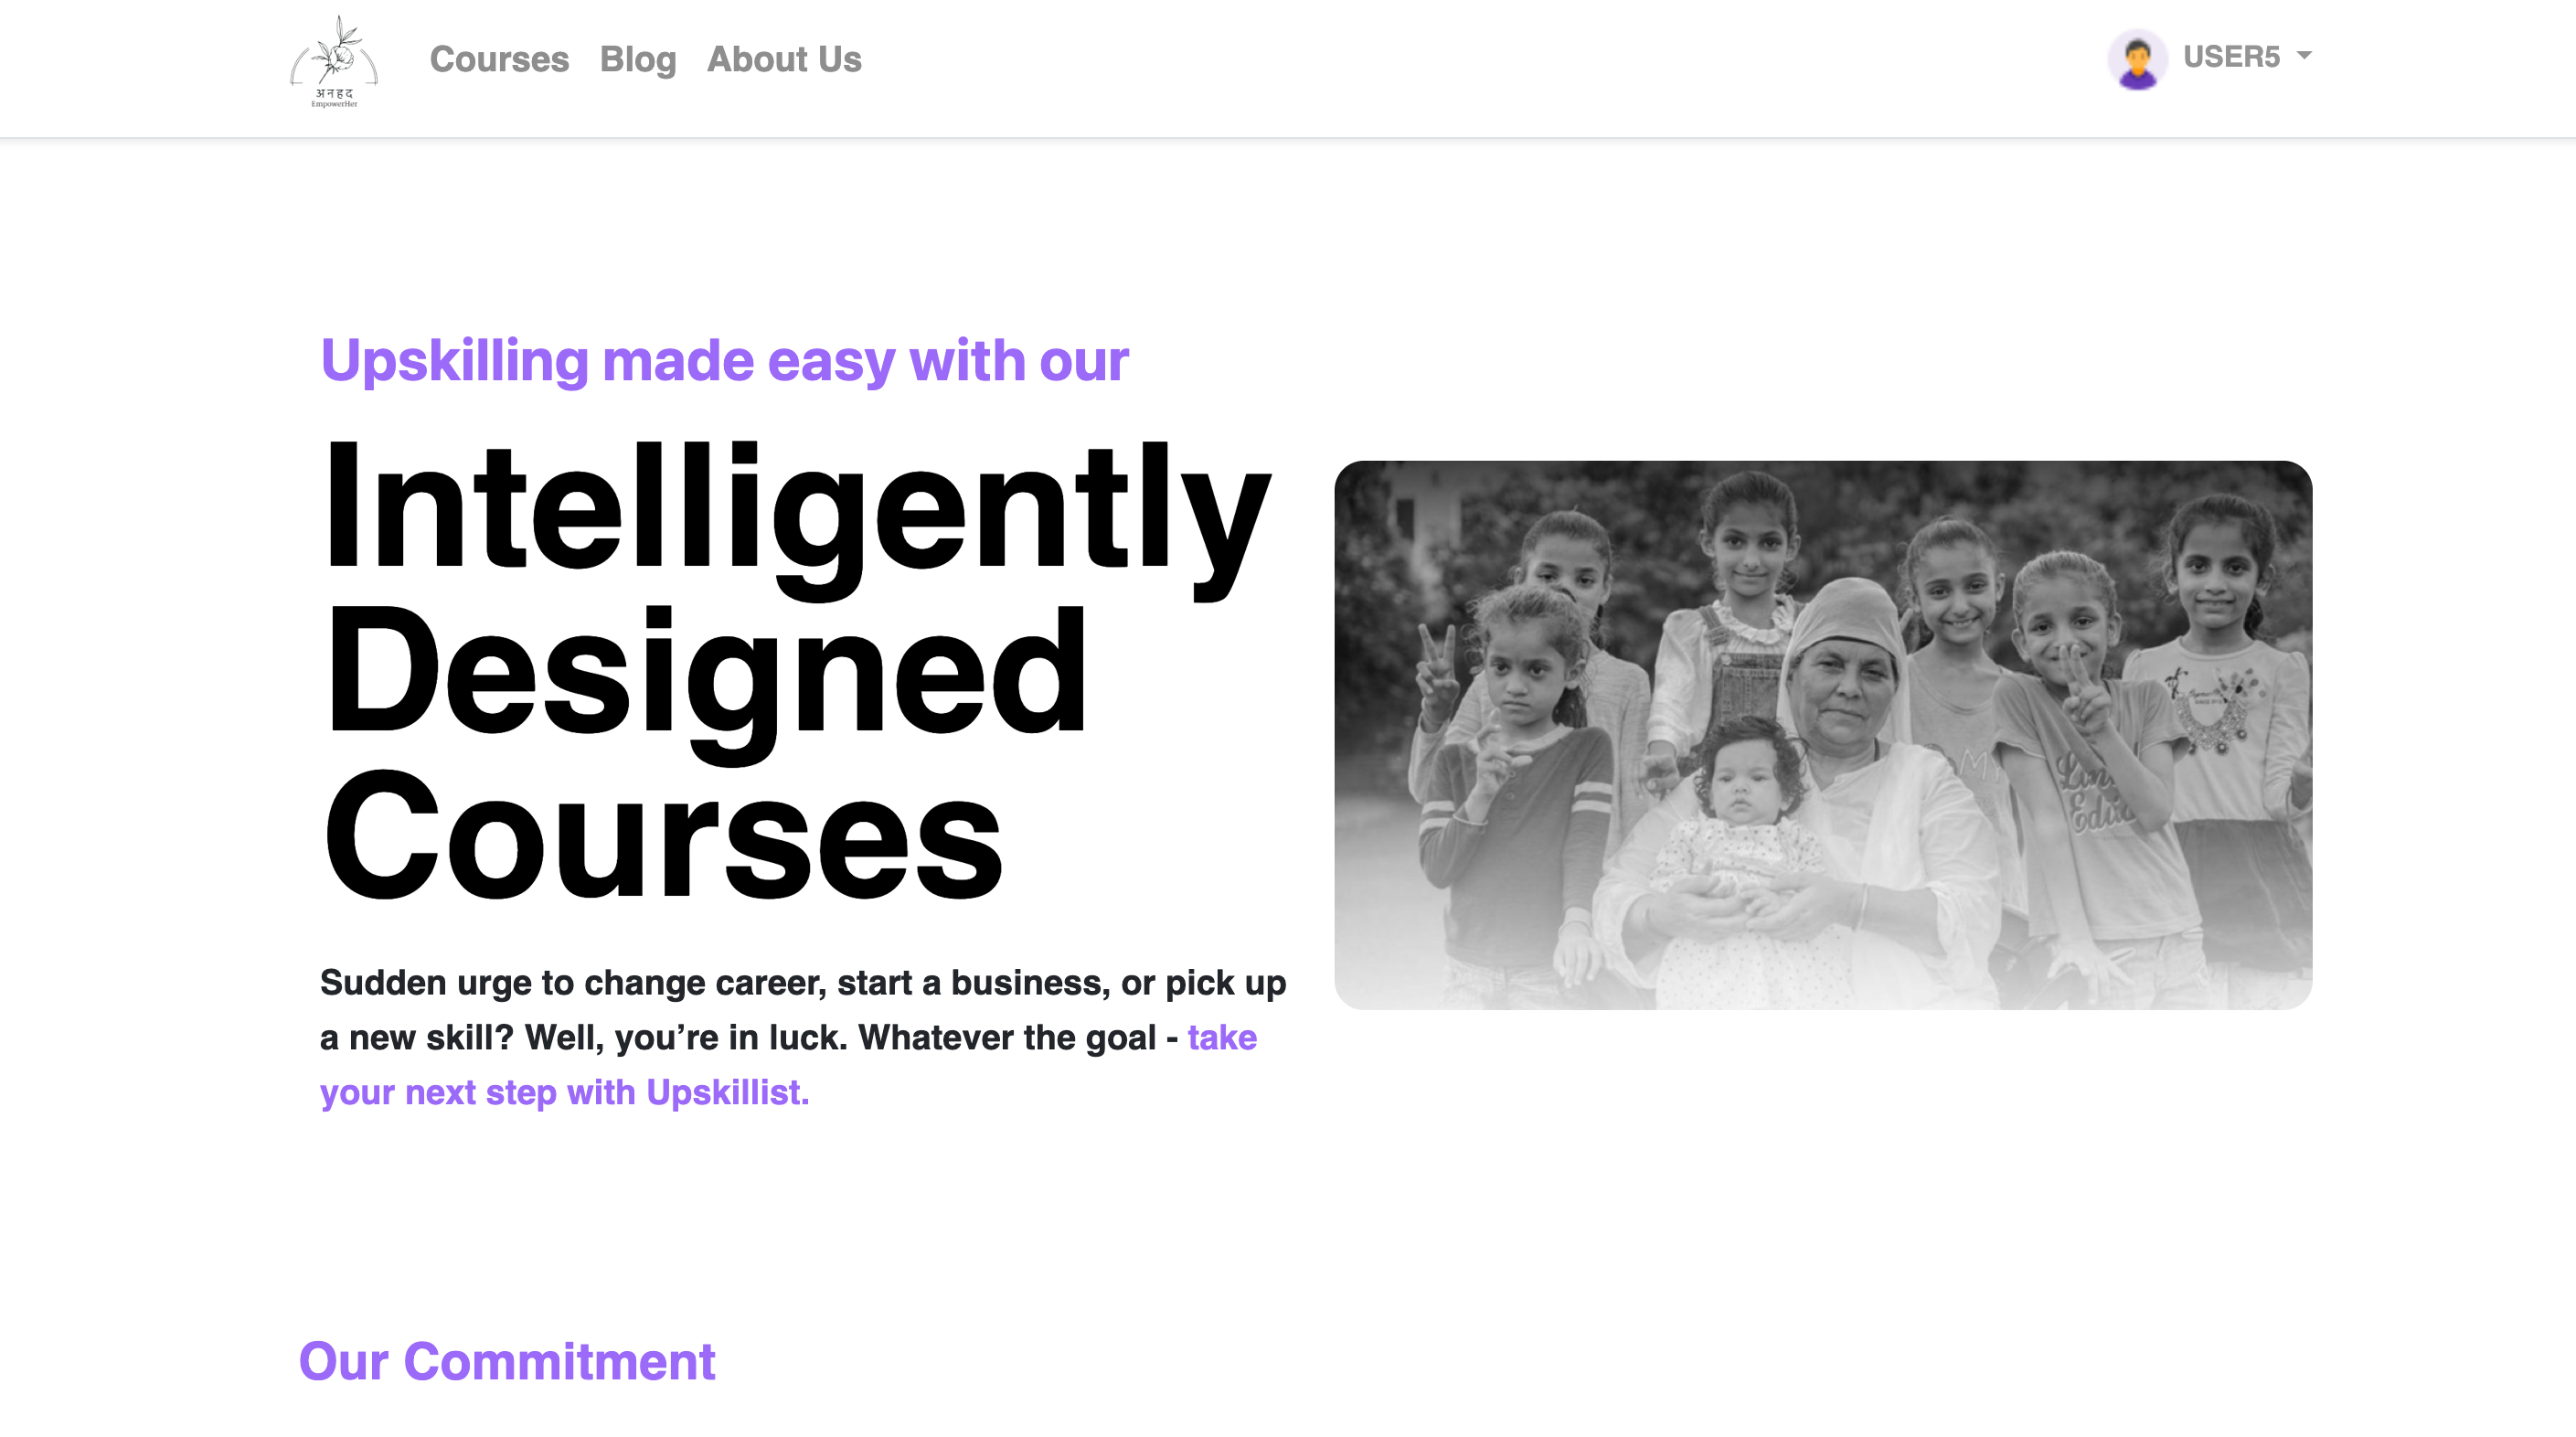 अनहद
EmpowerHer
Courses Blog About Us
USER5
Upskilling made easy with our
Intelligently
Designed
Courses
Sudden urge to change career, start a business, or pick up
a new skill? Well, you’re in luck. Whatever the goal - take
your next step with Upskillist.
Our Commitment